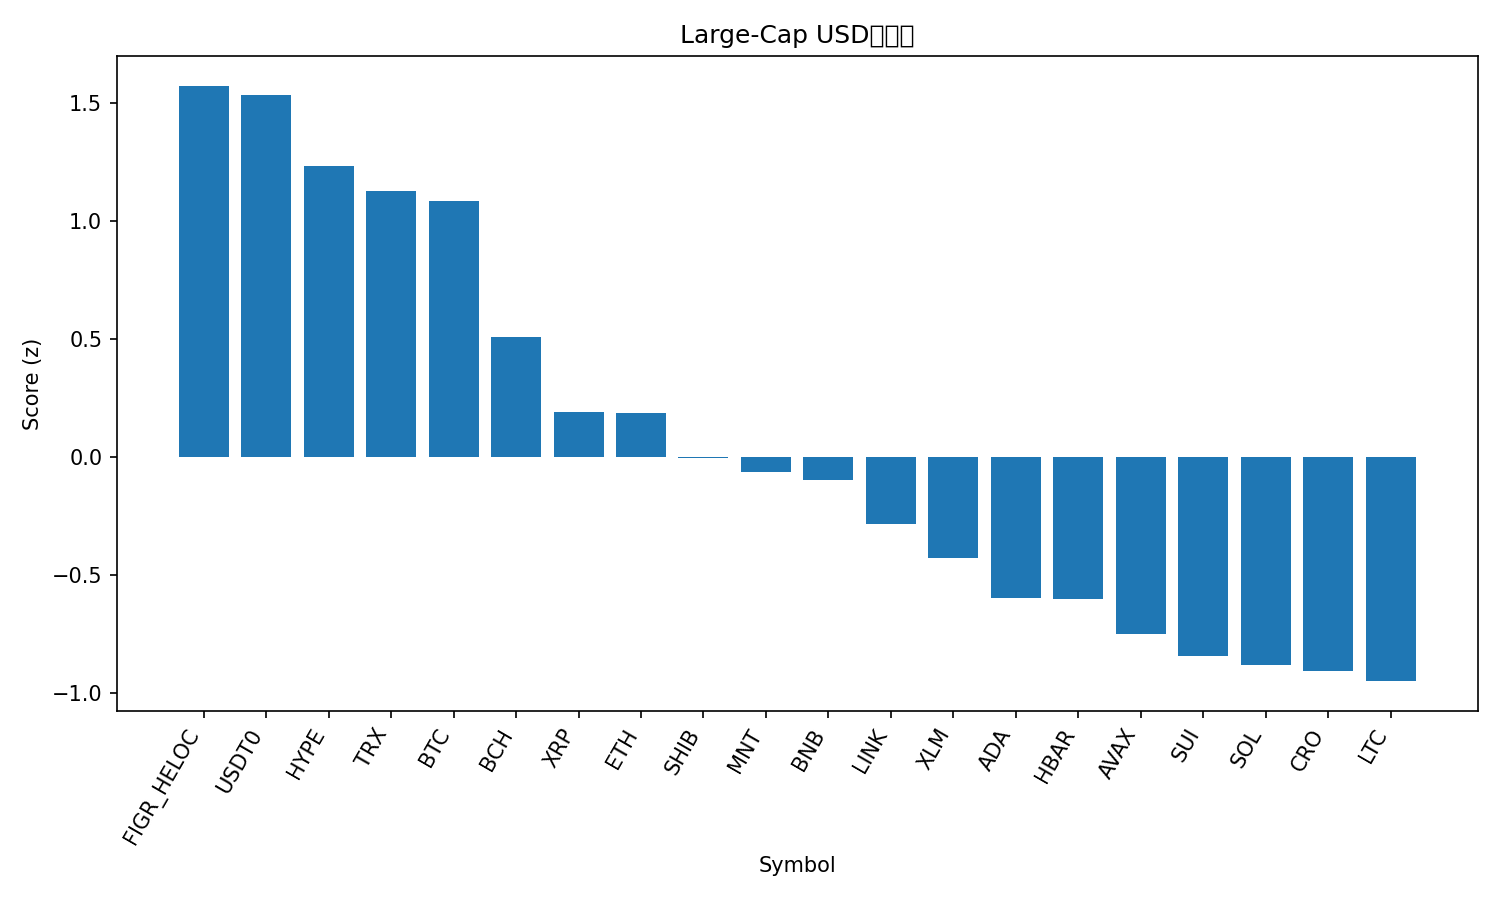 Large-Cap USD
1.5
1.0
0.5
0.0
−0.5
−1.0
Score (z)
FIGR_HELOC
USDT0
HYPE
TRX
BTC
BCH
XRP
ETH
SHIB
MNT
BNB
LINK
XLM
ADA
HBAR
AVAX
SUI
SOL
CRO
LTC
Symbol